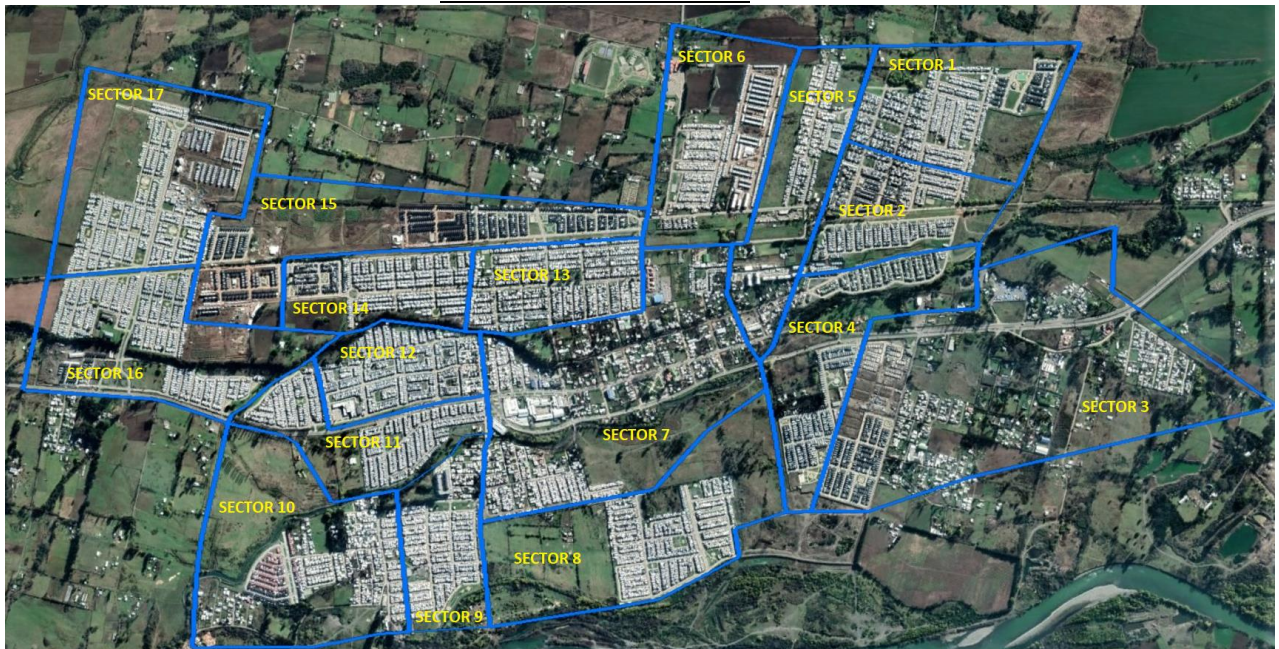 SECTOR 6
SECTOR 1
SECTOR 17
SECTOR 5
SECTOR 15
SECTOR 2
SECTOR 13
SECTOR 14
SECTOR 4
SECTOR 12
SECTOR 16
SECTOR 3
SECTOR 11
SECTOR 7
SECTOR 10
SECTOR 8
SECTOR 9